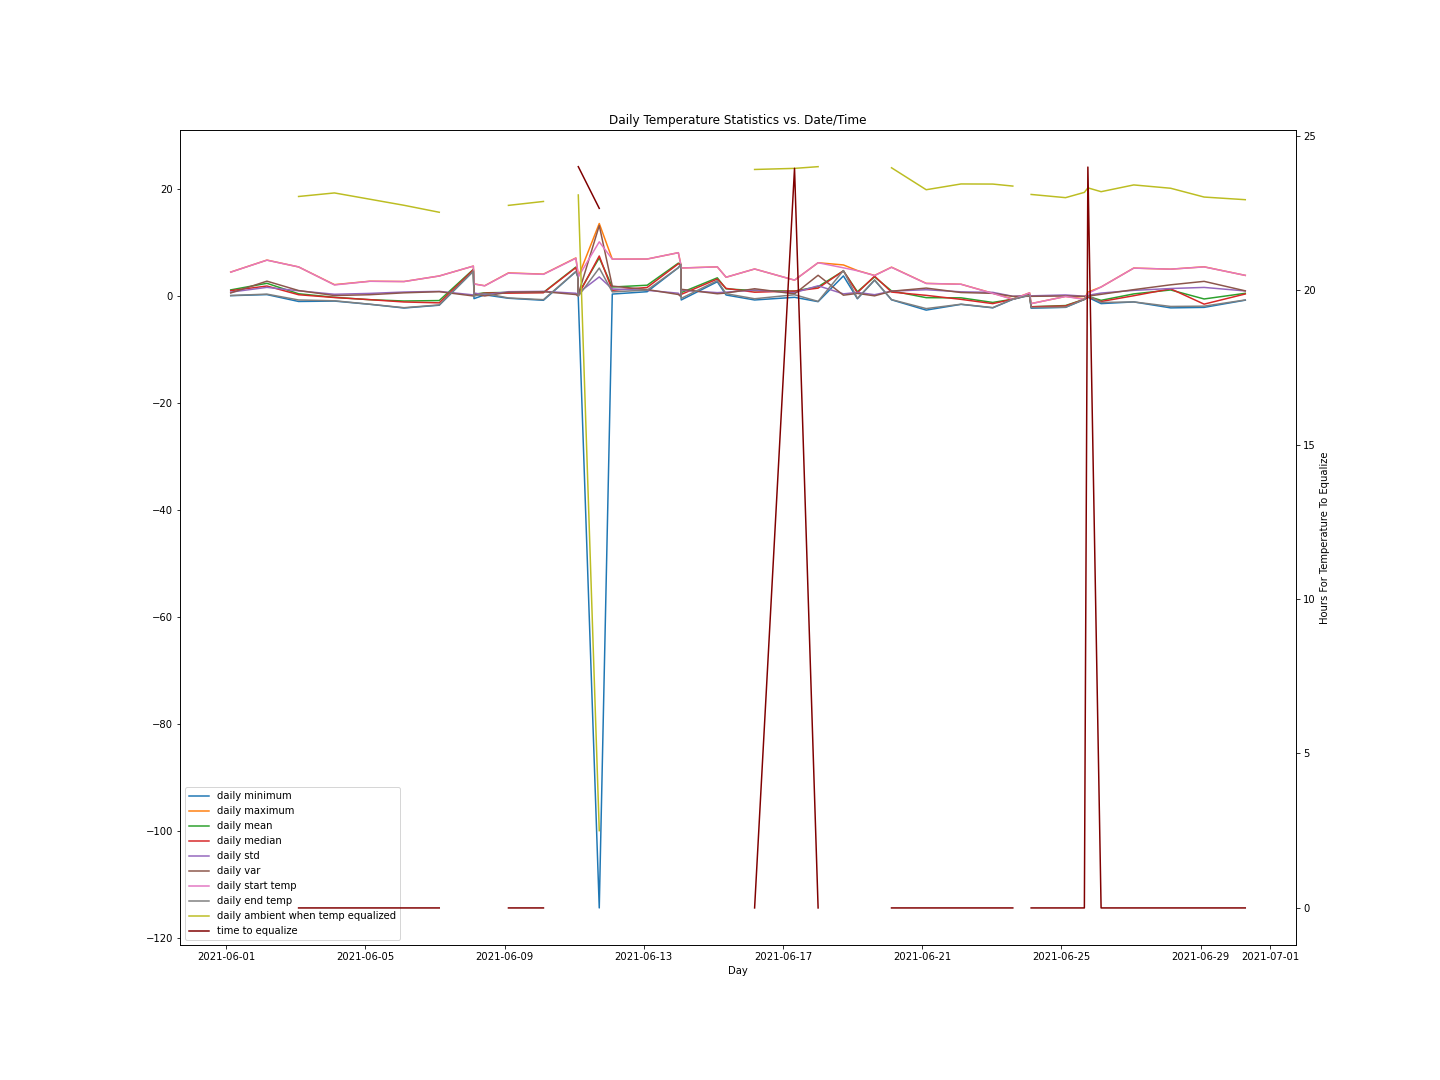 Daily Temperature Statistics vs. Date/Time
20
0
−20
−40
−60
−80
−100
−120
25
20
15
10
5
0
Hours For Temperature To Equalize
daily minimum
daily maximum
daily mean
daily median
daily std
daily var
daily start temp
daily end temp
daily ambient when temp equalized
time to equalize
2021-06-01 2021-06-05 2021-06-09 2021-06-13 2021-06-17 2021-06-21 2021-06-25 2021-06-29 2021-07-01
Day